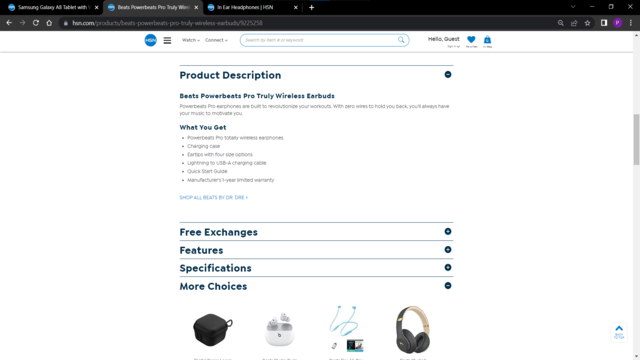 Samsung Galaxy A8 Tablet with
Beats Powerbeats Pro Truly Wire
In Ear Headphones | HSN
hsn.com/products/beats-powerbeats-pro-truly-wireless-earbuds/9225258
P
HSN
Watch
Connect
Search by item # or keyword
Hello, Guest
Product Description
Beats Powerbeats Pro Truly Wireless Earbuds
Powerbeats Pro earphones are built to revolutionize your workouts. With zero wires to hold you back, you'll always have
your music to motivate you.
What You Get
• Powerbeats Pro totally wireless earphones
• Charging case
• Eartips with four size options
• Lightning to USB-A charging cable
• Quick Start Guide
• Manufacturer's 1-year limited warranty
SHOP ALL BEATS BY DR. DRE >
Free Exchanges
Features
Specifications
More Choices
BACK
TO TOP